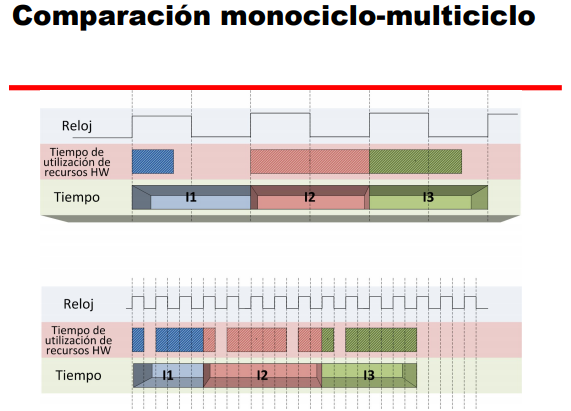 Comparación monociclo-multiciclo
Reloj
Tiempo de
utilización de
recursos HW
Tiempo
I1
I2
I3
Reloj
Tiempo de
utilización de
recursos HW
Tiempo
I1
I2
I3